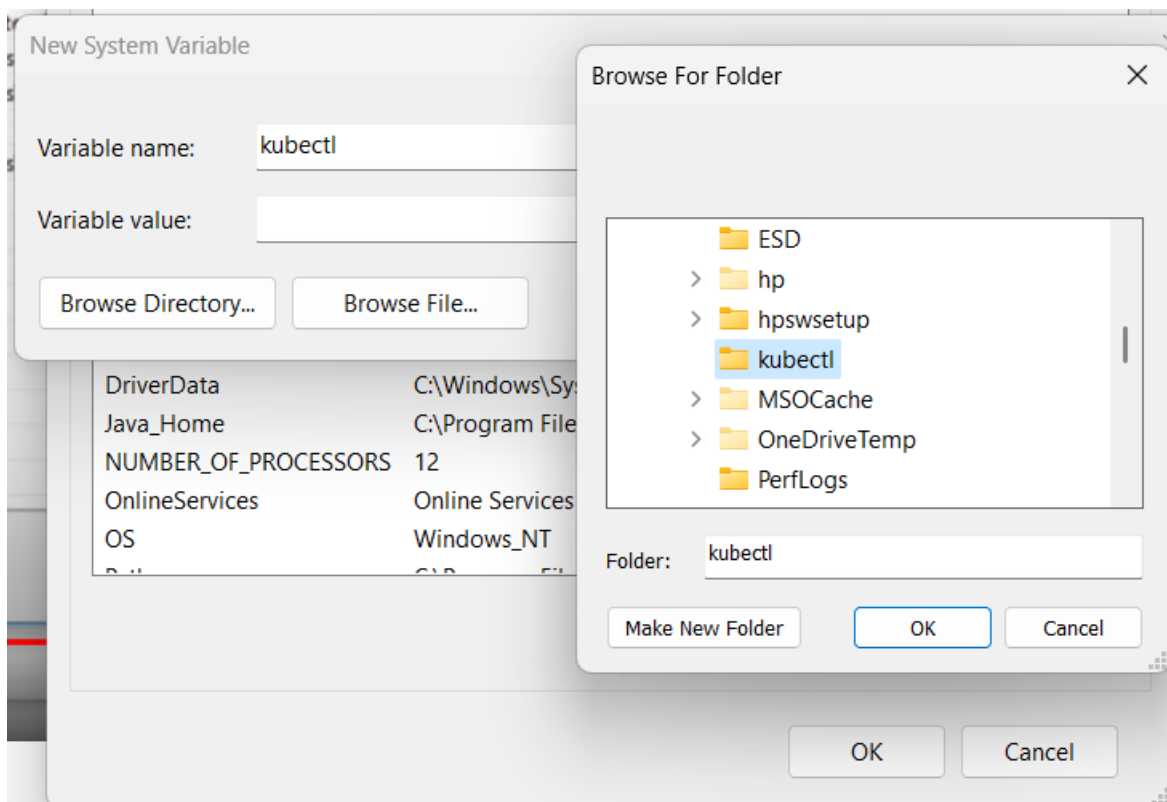 New System Variable
Variable name:
kubectl
Variable value:
Browse Directory...
Browse File...
DriverData C:\Windows\Sys
Java_Home C:\Program File
NUMBER_OF_PROCESSORS 12
OnlineServices Online Services
OS Windows_NT
Browse For Folder
ESD
hp
hpswsetup
kubectl
MSOCache
OneDriveTemp
PerfLogs
Folder:
kubectl
Make New Folder
OK
Cancel
OK
Cancel